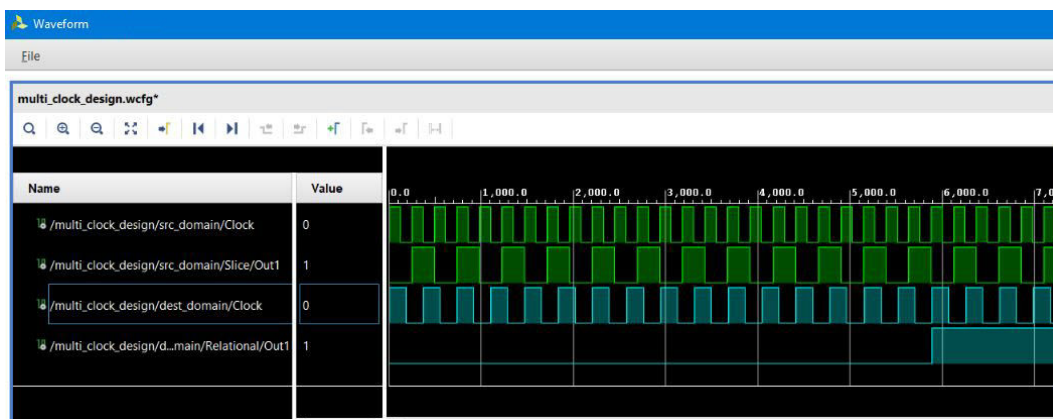 Waveform
File
multi_clock_design.wcfg*
Name Value 0.0 1,000.0 2,000.0 3,000.0 4,000.0 5,000.0 6,000.0 7,0
/multi_clock_design/src_domain/Clock 0
/multi_clock_design/src_domain/Slice/Out1 1
/multi_clock_design/dest_domain/Clock 0
/multi_clock_design/d...main/Relational/Out1 1